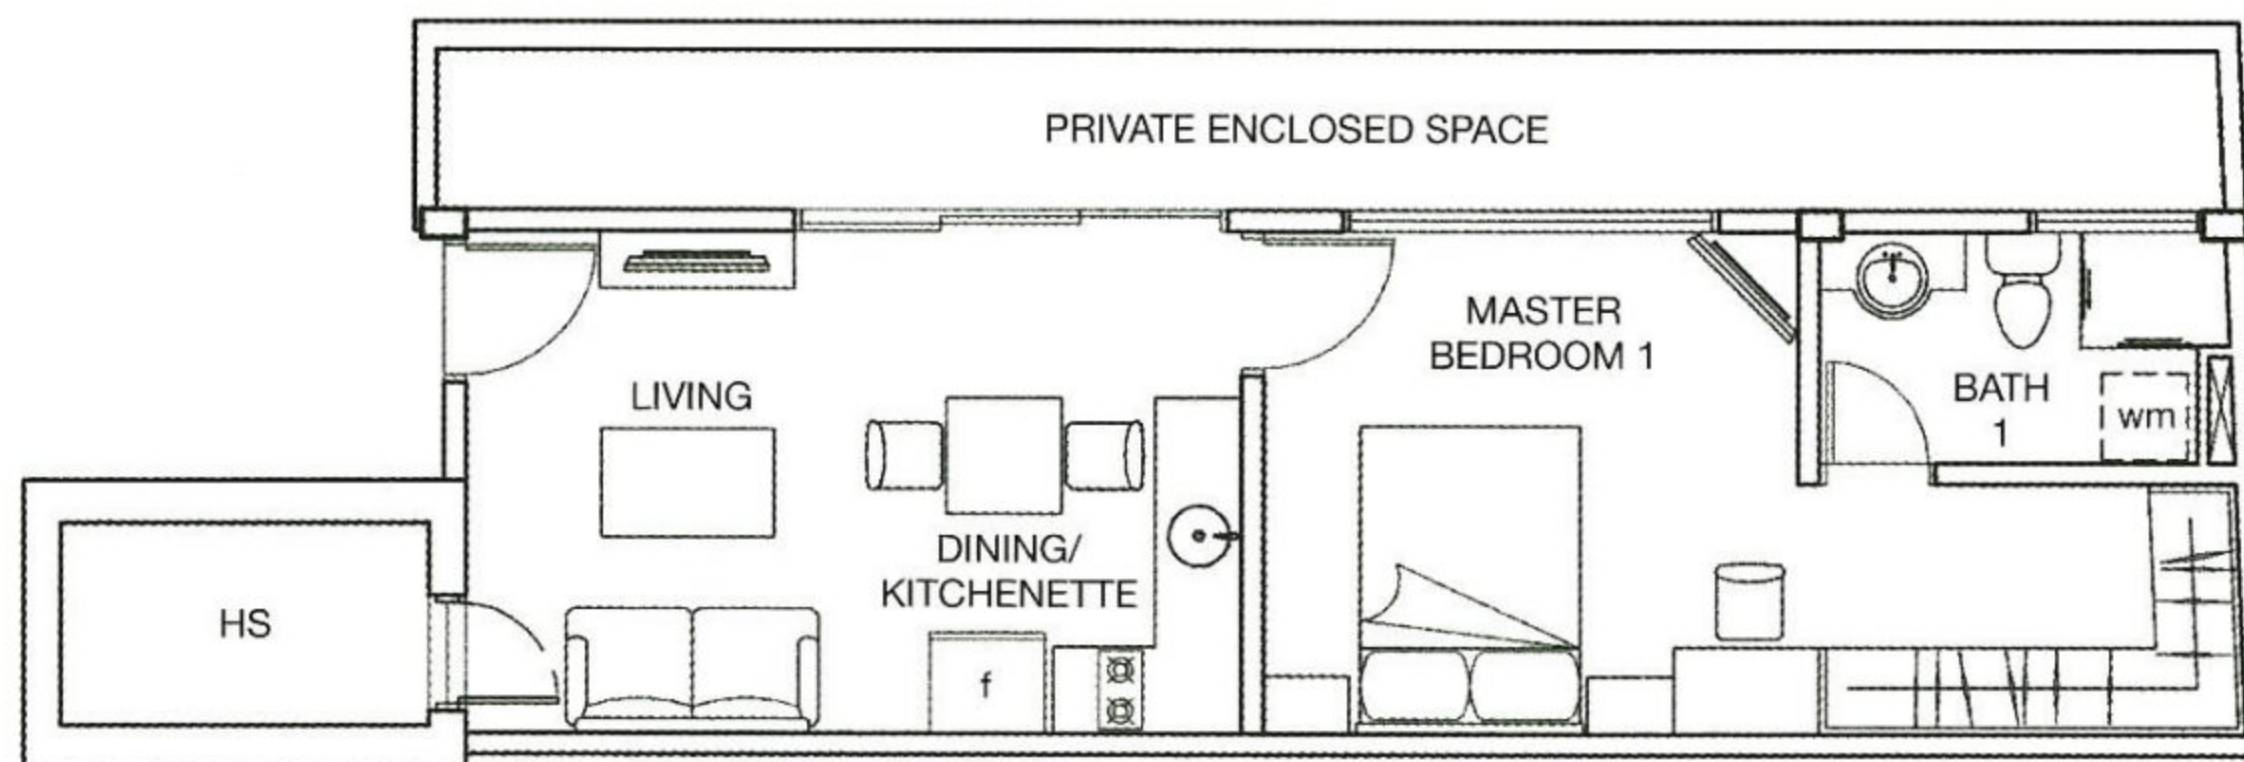 PRIVATE ENCLOSED SPACE
MASTER
BEDROOM 1
LIVING
BATH
1
wm
DINING/
KITCHENETTE
HS
f